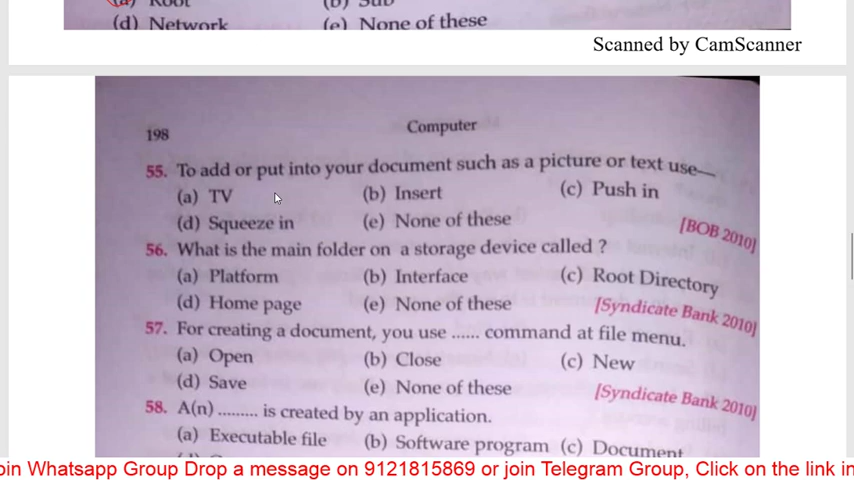 (a) Root (b) Sub
(d) Network (e) None of these
Scanned by CamScanner
198 Computer
55. To add or put into your document such as a picture or text use—
(a) TV (b) Insert (c) Push in
(d) Squeeze in (e) None of these
[BOB 2010]
56. What is the main folder on a storage device called ?
(a) Platform (b) Interface (c) Root Directory
(d) Home page (e) None of these
[Syndicate Bank 2010]
57. For creating a document, you use ...... command at file menu.
(a) Open (b) Close (c) New
(d) Save (e) None of these
[Syndicate Bank 2010]
58. A(n) ......... is created by an application.
(a) Executable file (b) Software program (c) Document
oin Whatsapp Group Drop a message on 9121815869 or join Telegram Group, Click on the link in